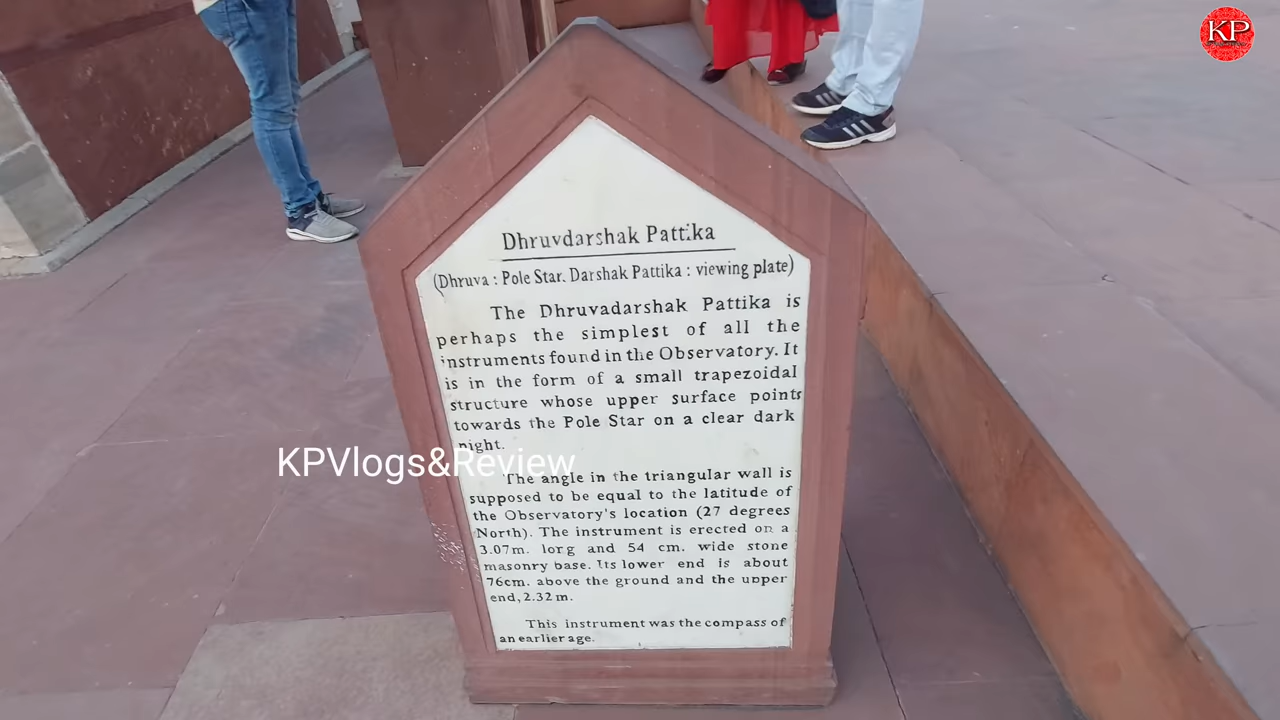 KP
Dhruvdarshak Pattika
(Dhruva : Pole Star. Darshak Pattika : viewing plate)
The Dhruvadarshak Pattika is
perhaps the simplest of all the
instruments found in the Observatory. It
is in the form of a small trapezoidal
structure whose upper surface points
towards the Pole Star on a clear dark
night.
KPVlogs&Review
The angle in the triangular wall is
supposed to be equal to the latitude of
the Observatory's location (27 degrees
North). The instrument is erected on a
3.07m. long and 54 cm. wide stone
masonry base. Its lower end is about
76cm. above the ground and the upper
end, 2.32 m.
This instrument was the compass of
an earlier age.